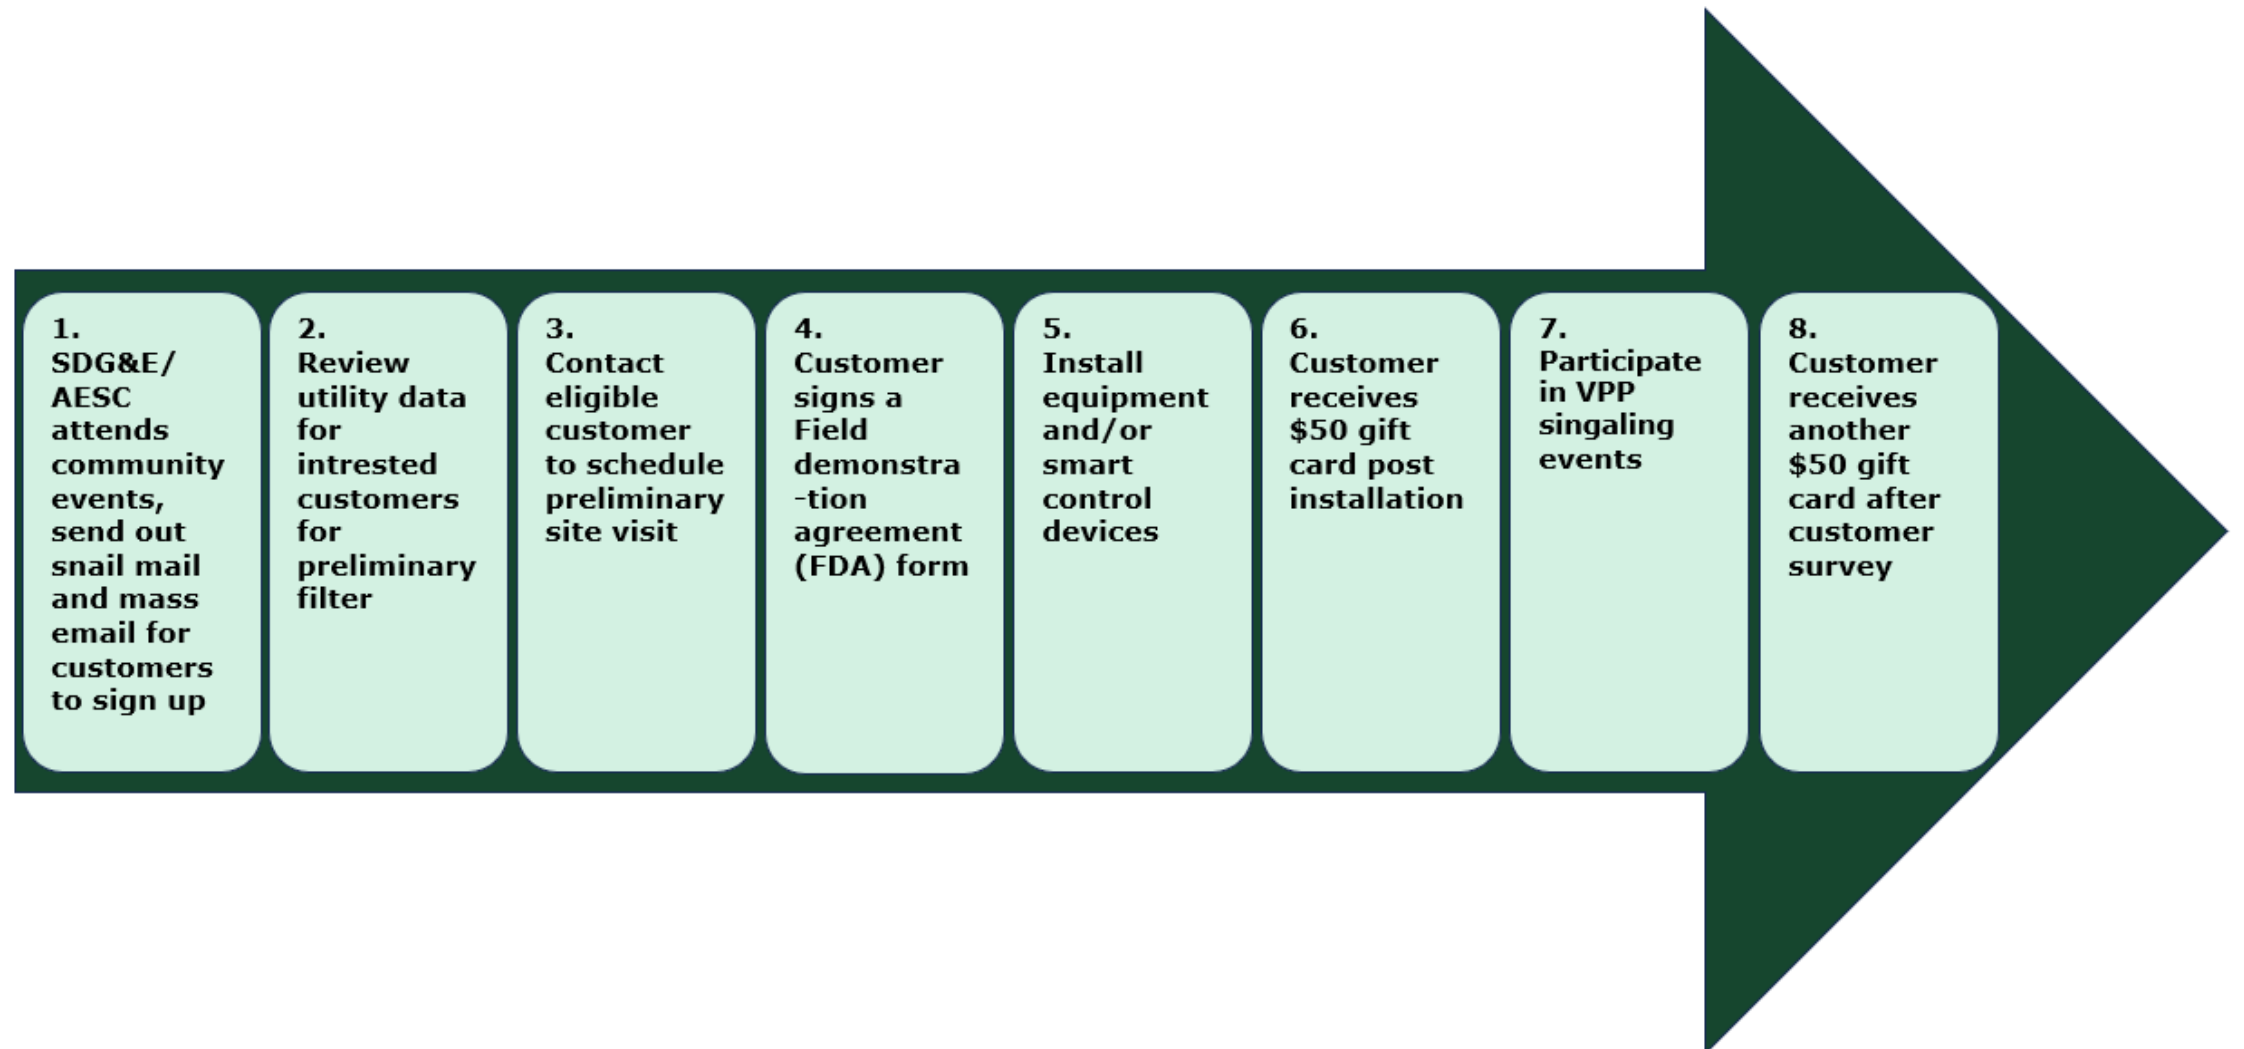 1.
SDG&E/
AESC
attends
community
events,
send out
snail mail
and mass
email for
customers
to sign up
2.
Review
utility data
for
intrested
customers
for
preliminary
filter
3.
Contact
eligible
customer
to schedule
preliminary
site visit
4.
Customer
signs a
Field
demonstra
-tion
agreement
(FDA) form
5.
Install
equipment
and/or
smart
control
devices
6.
Customer
receives
$50 gift
card post
installation
7.
Participate
in VPP
singaling
events
8.
Customer
receives
another
$50 gift
card after
customer
survey